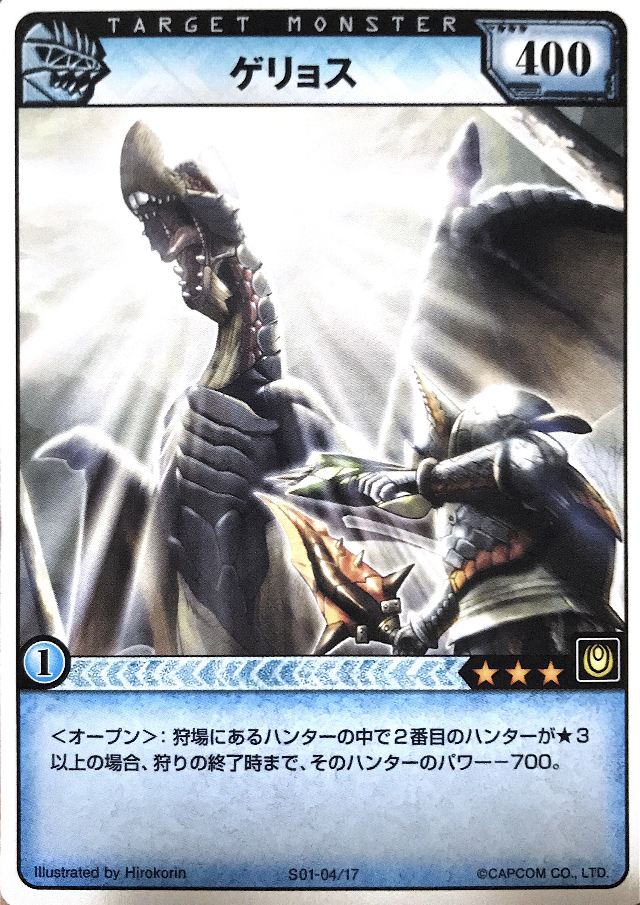 TARGET MONSTER
ゲリョス
400
1
★★★
＜オープン＞：狩場にあるハンターの中で２番目のハンターが★３
以上の場合、狩りの終了時まで、そのハンターのパワー－700。
Illustrated by Hirokorin
S01-04/17
©CAPCOM CO., LTD.